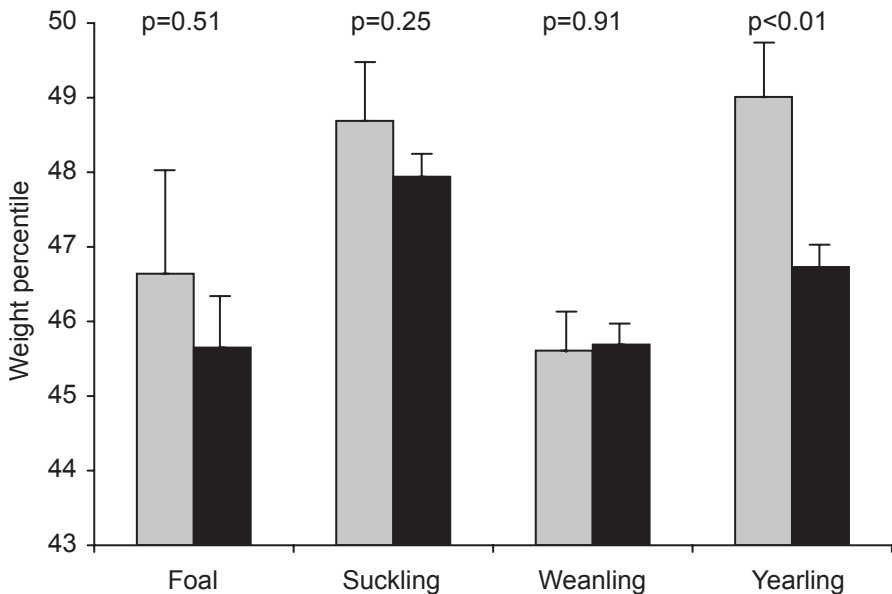 p=0.51 p=0.25 p=0.91 p<0.01
50
49
48
47
46
45
44
43
Weight percentile
Foal Suckling Weanling Yearling